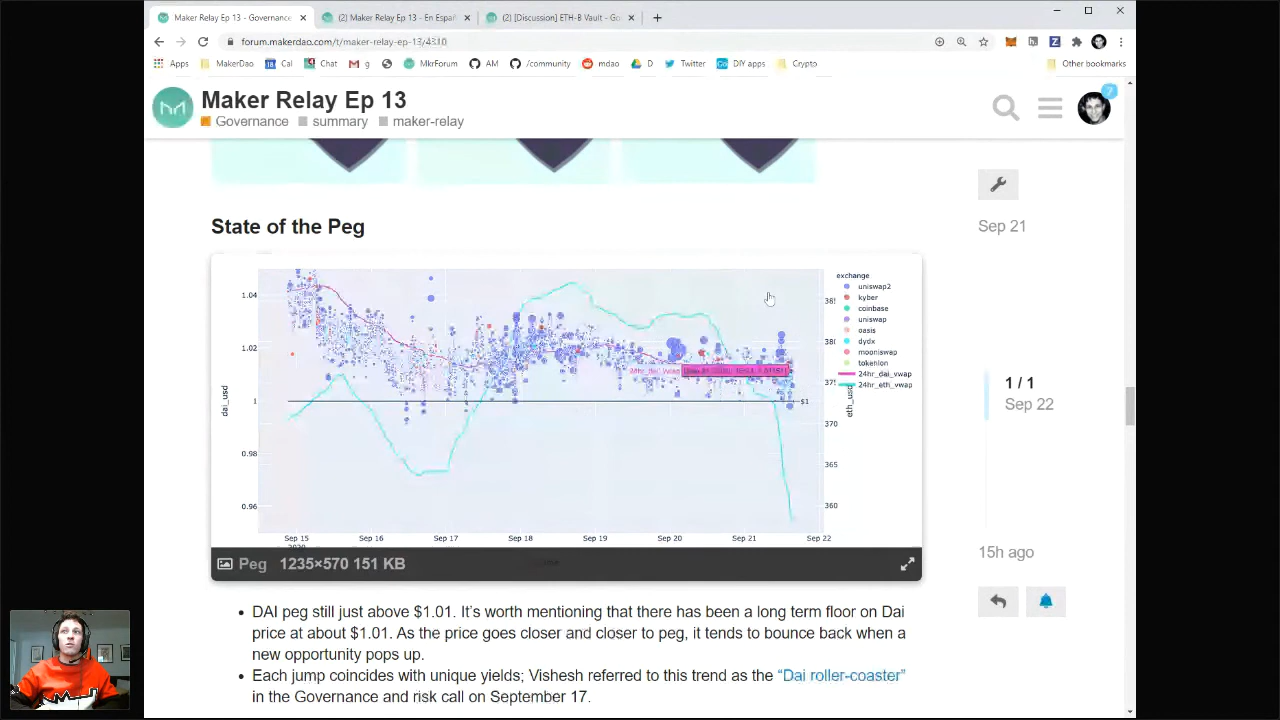 Maker Relay Ep 13 - Governance
(2) Maker Relay Ep 13 - En Españ
(2) [Discussion] ETH-B Vault - Go
forum.makerdao.com/t/maker-relay-ep-13/4310
Apps MakerDao Cal Chat g MkrForum AM /community mdao D Twitter DIY apps Crypto Other bookmarks
Maker Relay Ep 13
Governance summary maker-relay
7
State of the Peg
Sep 21
1 / 1
Sep 22
15h ago
exchange
uniswap2
kyber
coinbase
uniswap
oasis
dydx
mooniswap
tokenlon
24hr_dai_vwap
24hr_eth_vwap
1.04
1.02
1
0.98
0.96
dai_usd
$1
24hr_dai_vwap
370
365
360
eth_usd
Sep 15 Sep 16 Sep 17 Sep 18 Sep 19 Sep 20 Sep 21 Sep 22
2020
Peg 1235×570 151 KB
• DAI peg still just above $1.01. It's worth mentioning that there has been a long term floor on Dai
price at about $1.01. As the price goes closer and closer to peg, it tends to bounce back when a
new opportunity pops up.
• Each jump coincides with unique yields; Vishesh referred to this trend as the “Dai roller-coaster”
in the Governance and risk call on September 17.